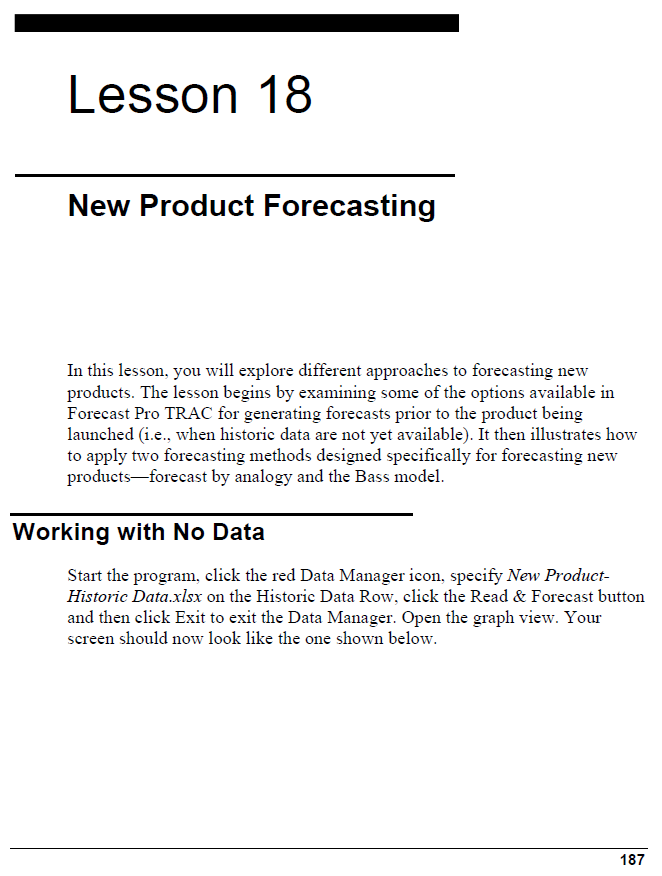 Lesson 18
New Product Forecasting
In this lesson, you will explore different approaches to forecasting new
products. The lesson begins by examining some of the options available in
Forecast Pro TRAC for generating forecasts prior to the product being
launched (i.e., when historic data are not yet available). It then illustrates how
to apply two forecasting methods designed specifically for forecasting new
products—forecast by analogy and the Bass model.
Working with No Data
Start the program, click the red Data Manager icon, specify New Product-
Historic Data.xlsx on the Historic Data Row, click the Read & Forecast button
and then click Exit to exit the Data Manager. Open the graph view. Your
screen should now look like the one shown below.
187